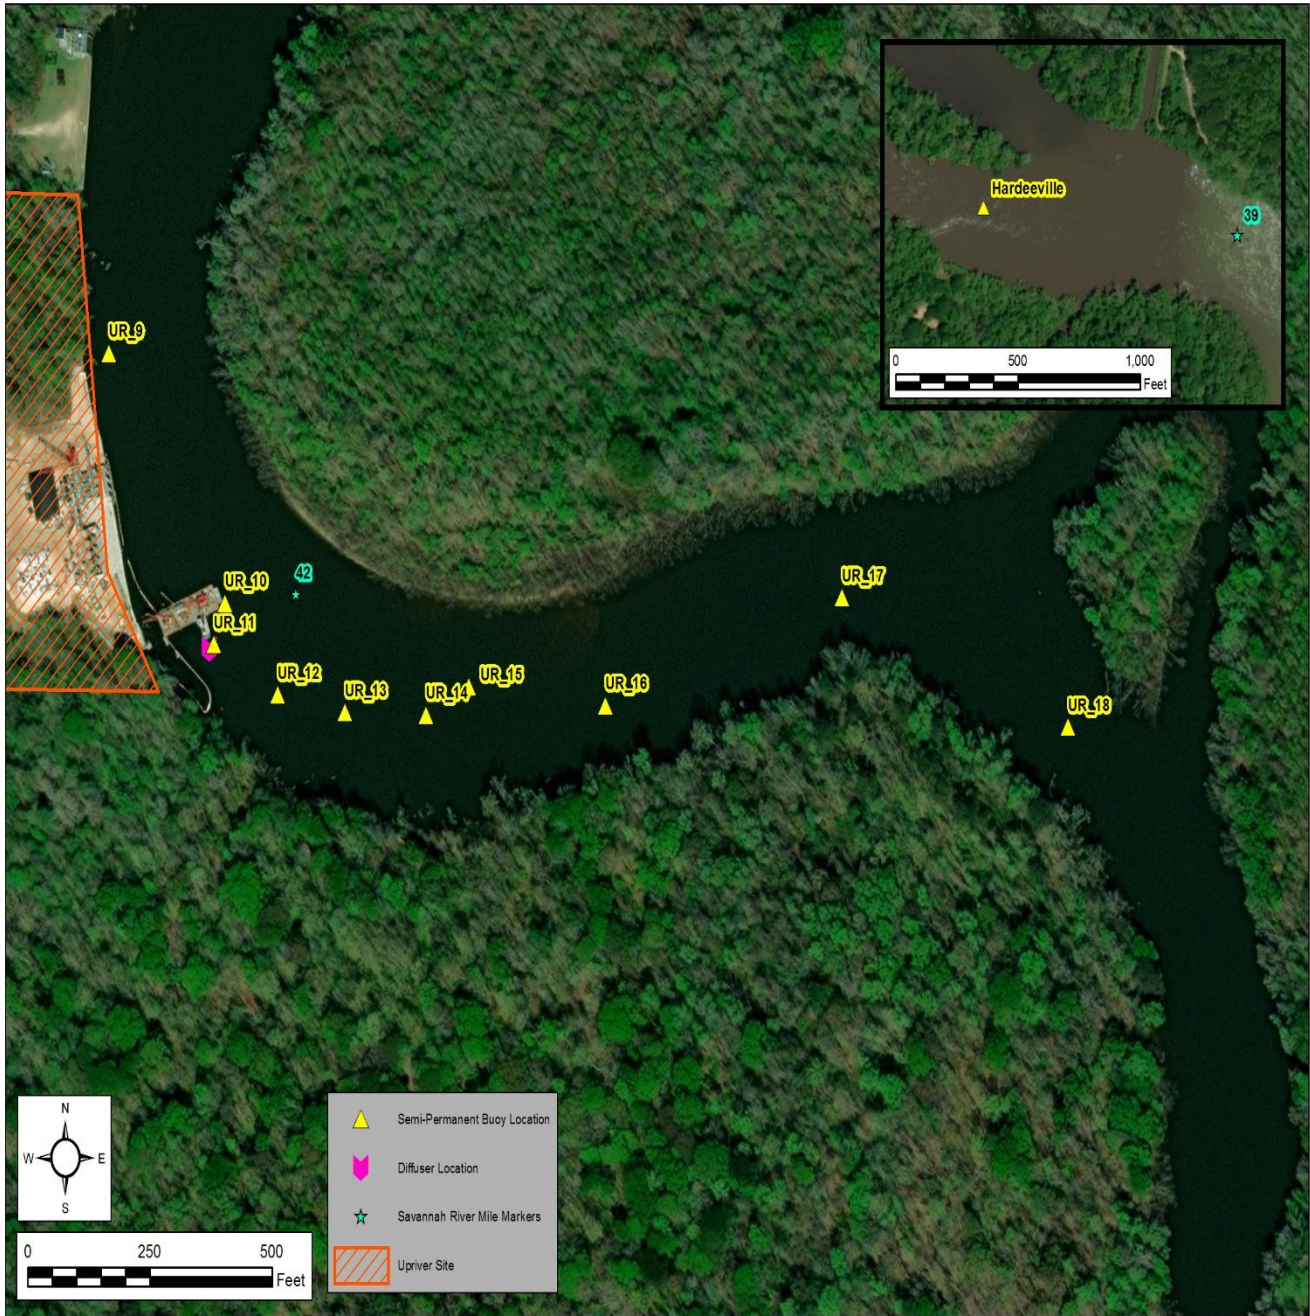 Hardeeville
39
0 500 1,000
Feet
UR_9
42
UR_10
UR_11
UR_12
UR_13
UR_14
UR_15
UR_16
UR_17
UR_18
N
W E
S
0 250 500
Feet
Semi-Permanent Buoy Location
Diffuser Location
Savannah River Mile Markers
Upriver Site